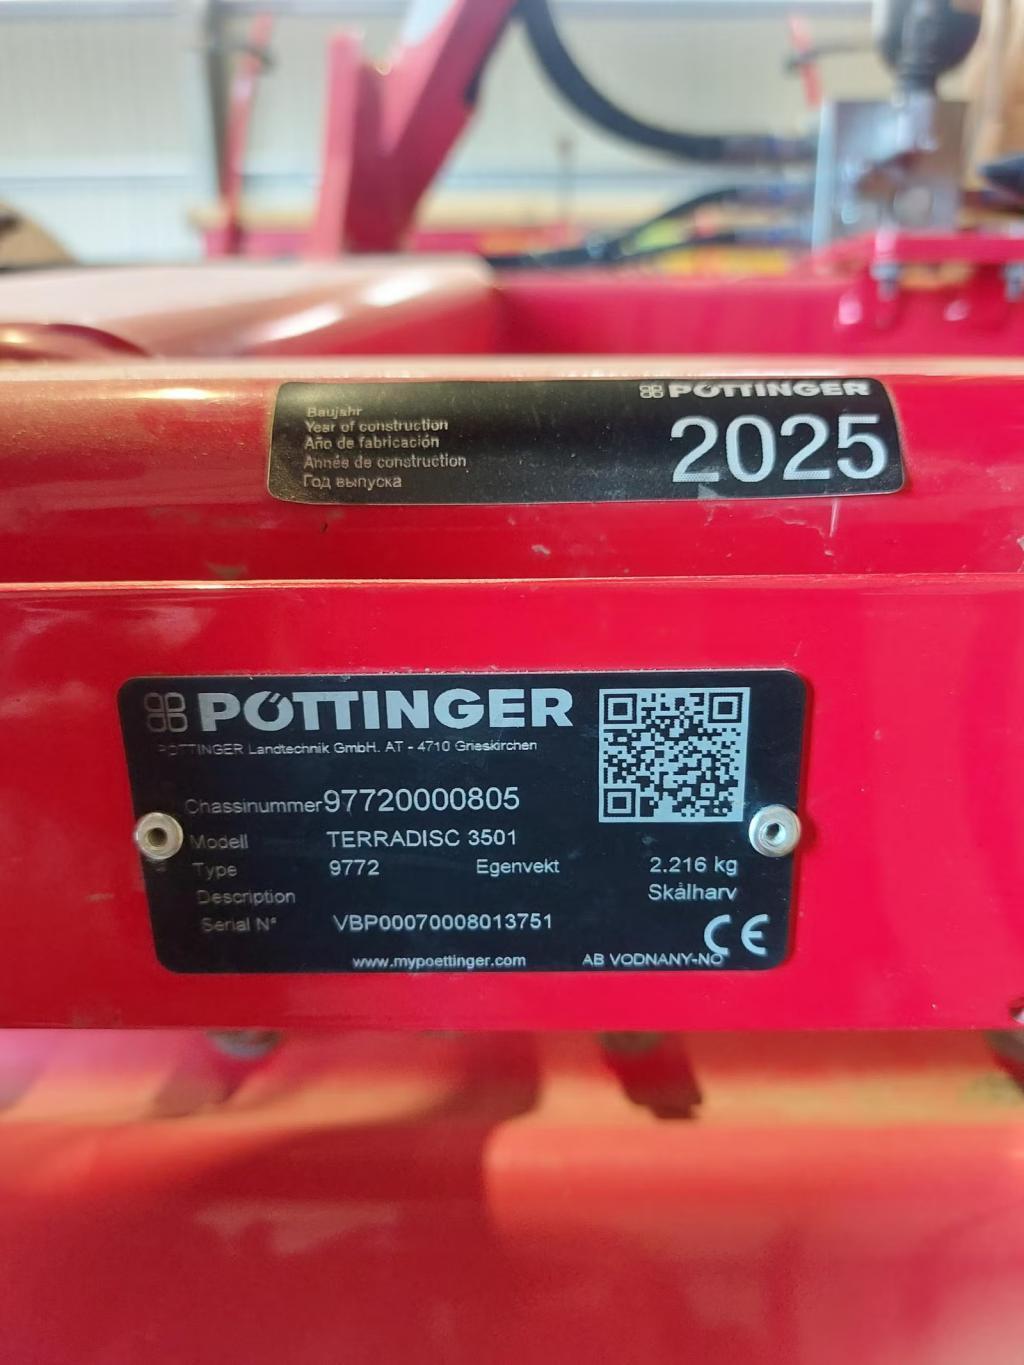 PÖTTINGER
Baujahr
Year of construction
Año de fabricación
Année de construction
Год выпуска
2025
PÖTTINGER
PÖTTINGER Landtechnik GmbH. AT - 4710 Grieskirchen
Chassinummer 97720000805
Modell TERRADISC 3501
Type 9772 Egenvekt 2.216 kg
Description Skålharv
Serial N° VBP00070008013751
CE
www.mypoettinger.com AB VODNANY-NO